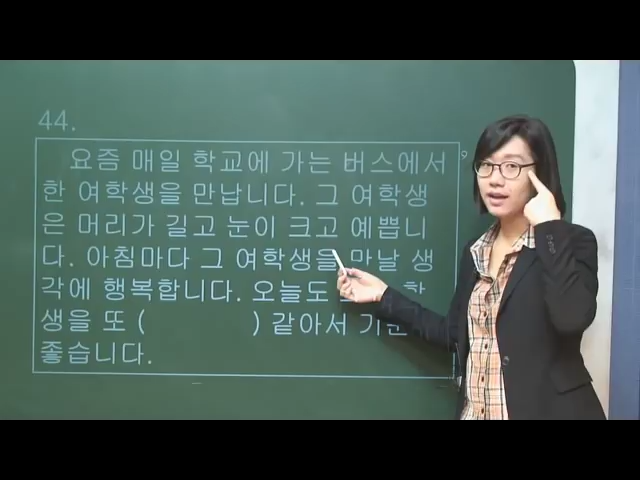 44.
요즘 매일 학교에 가는 버스에서
한 여학생을 만납니다. 그 여학생
은 머리가 길고 눈이 크고 예쁩니
다. 아침마다 그 여학생을 만날 생
각에 행복합니다. 오늘도
생을 또 ( ) 같아서
좋습니다.